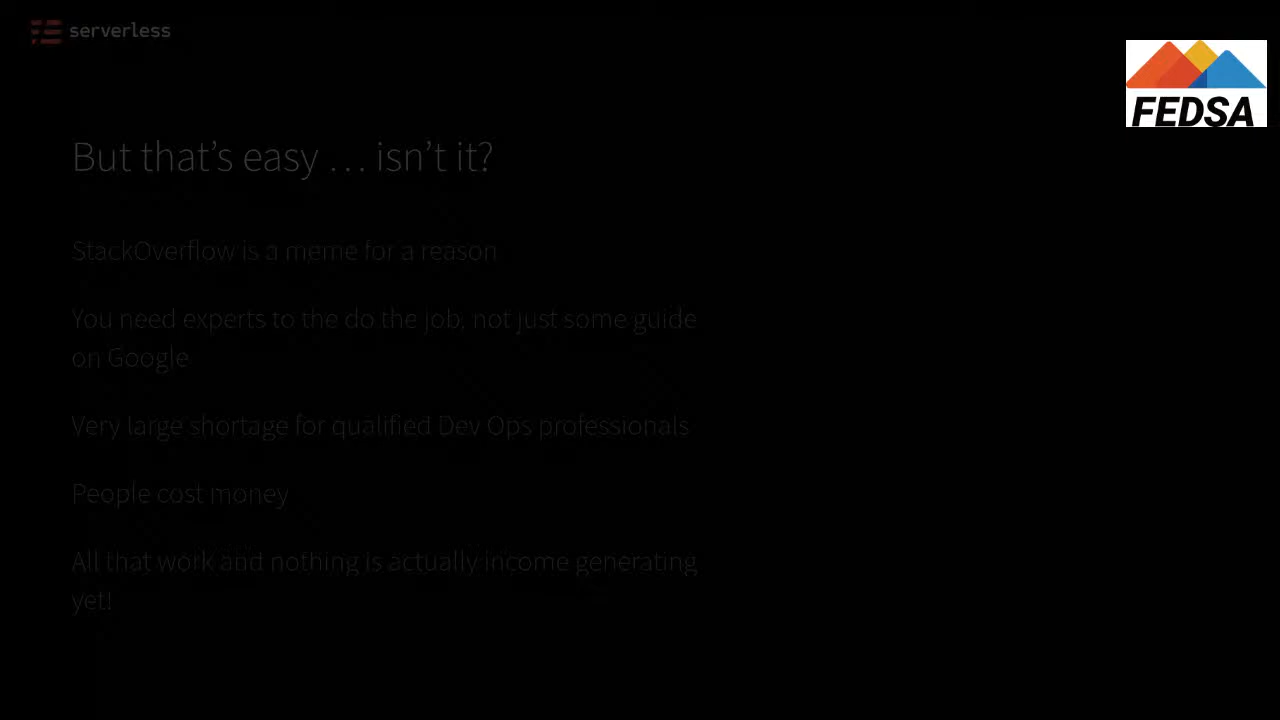 serverless
FEDSA
But that's easy … isn't it?
StackOverflow is a meme for a reason
You need experts to the do the job, not just some guide
on Google
Very large shortage for qualified Dev Ops professionals
People cost money
All that work and nothing is actually income generating
yet!